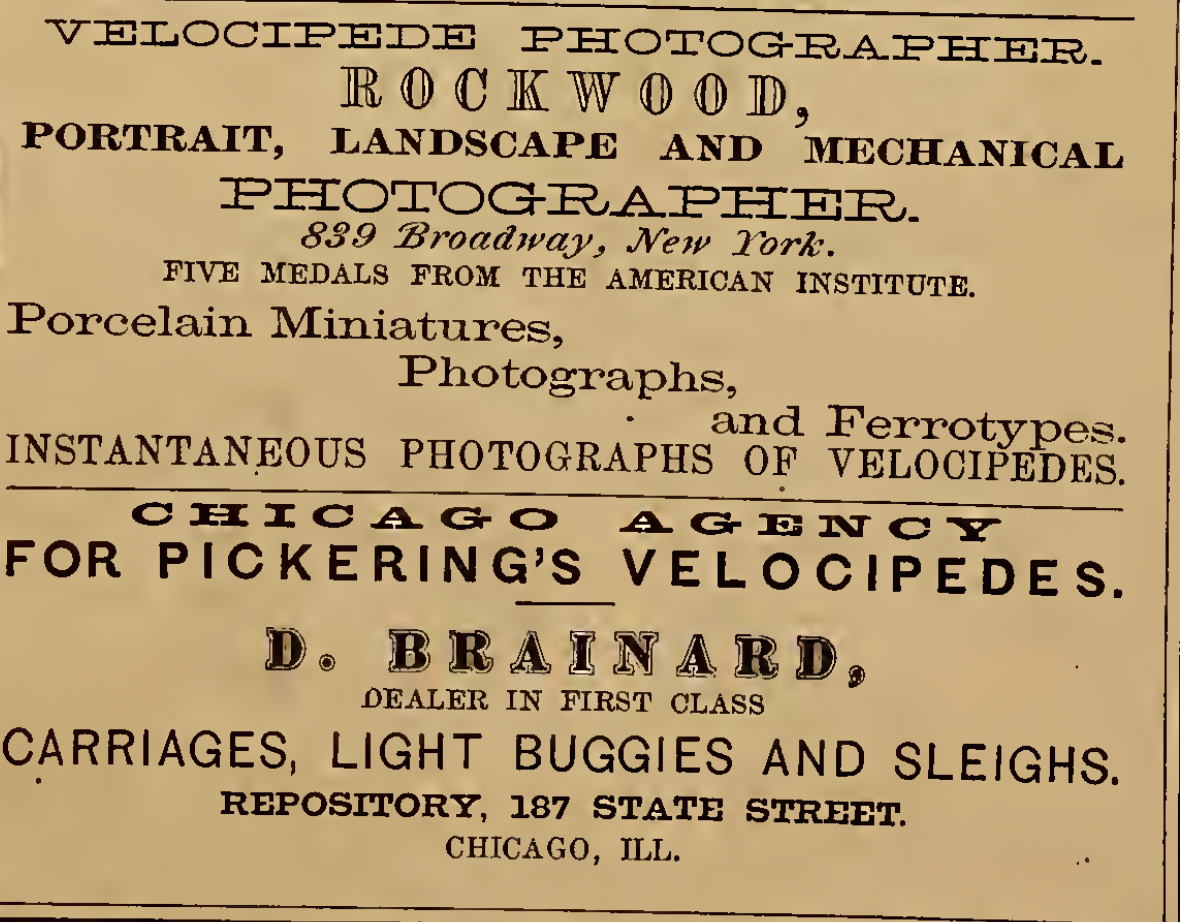 VELOCIPEDE PHOTOGRAPHER.
ROCKWOOD,
PORTRAIT, LANDSCAPE AND MECHANICAL
PHOTOGRAPHER.
839 Broadway, New York.
FIVE MEDALS FROM THE AMERICAN INSTITUTE.
Porcelain Miniatures,
Photographs,
and Ferrotypes.
INSTANTANEOUS PHOTOGRAPHS OF VELOCIPEDES.
CHICAGO AGENCY
FOR PICKERING'S VELOCIPEDES.
D. BRAINARD,
DEALER IN FIRST CLASS
CARRIAGES, LIGHT BUGGIES AND SLEIGHS.
REPOSITORY, 187 STATE STREET.
CHICAGO, ILL.